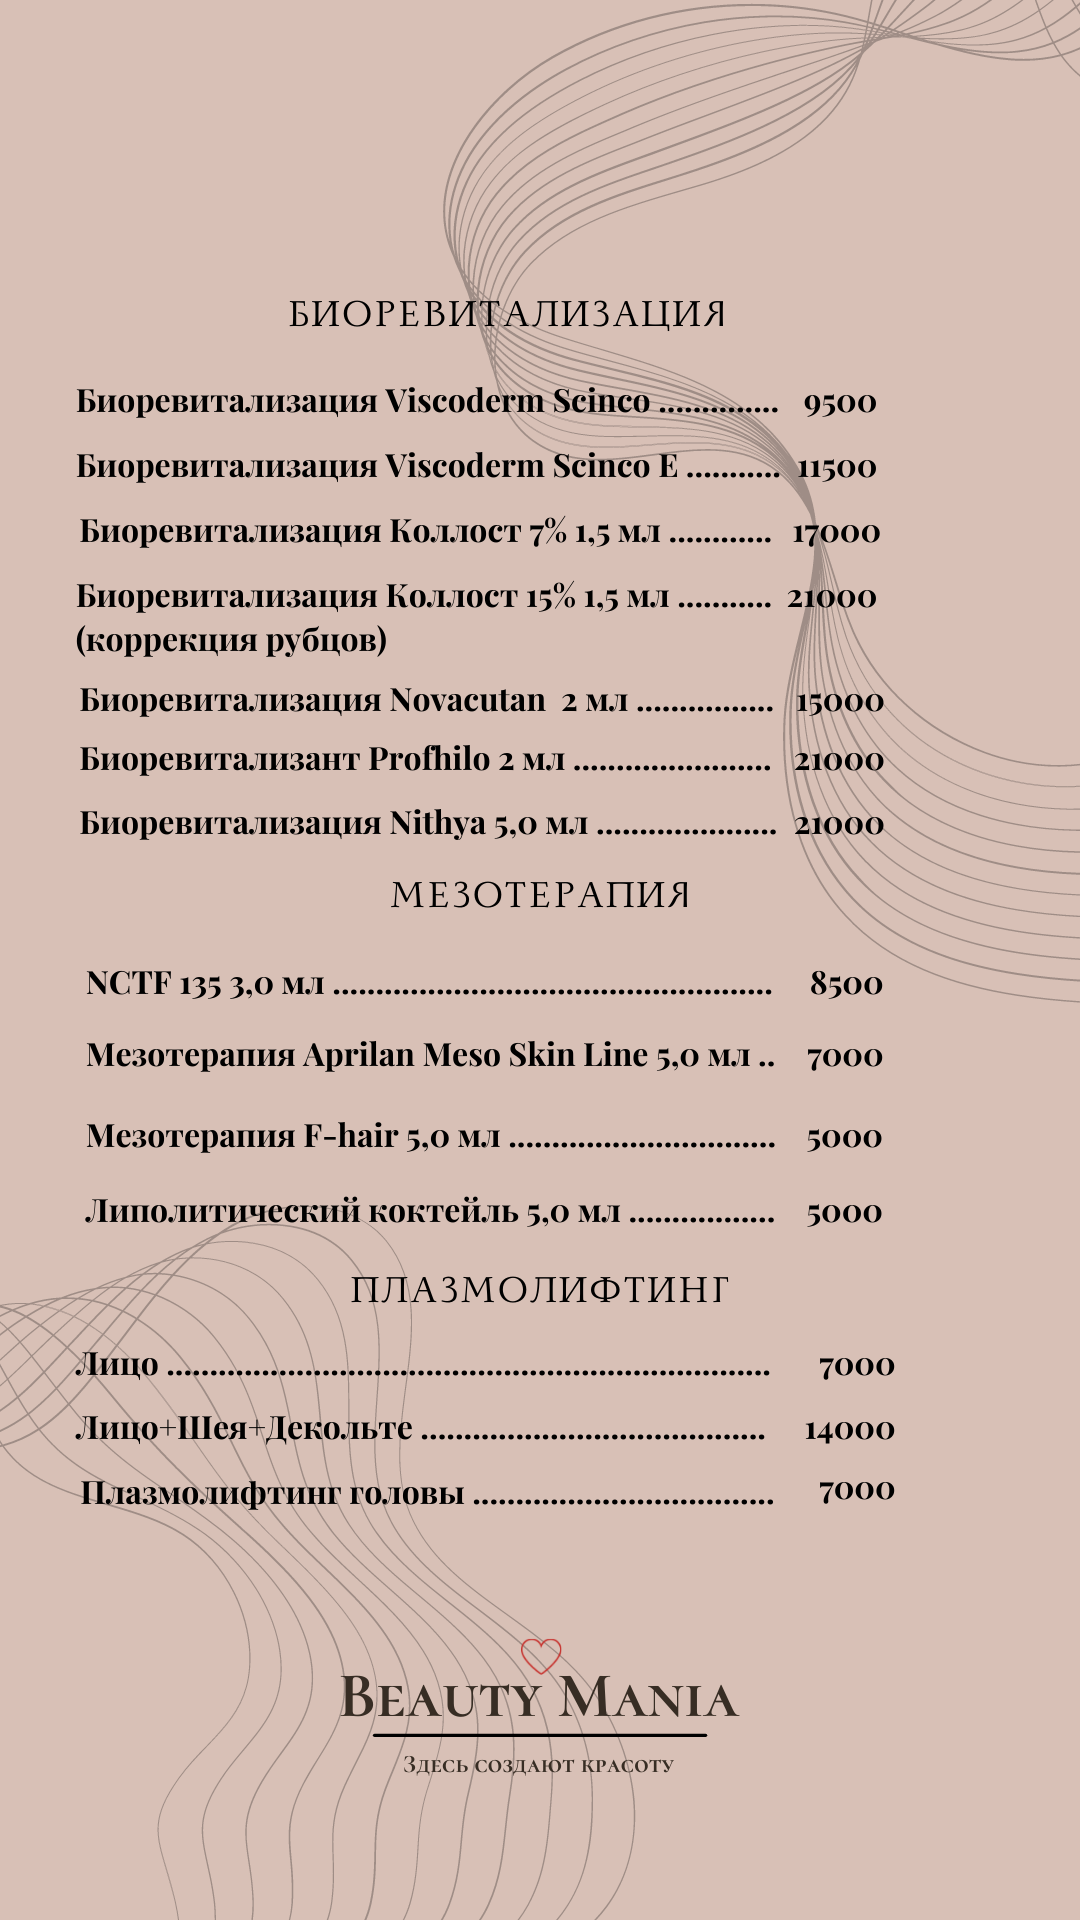 БИОРЕВИТАЛИЗАЦИЯ
Биоревитализация Viscoderm Scinco .............. 9500
Биоревитализация Viscoderm Scinco E ........... 11500
Биоревитализация Коллост 7% 1,5 мл ............ 17000
Биоревитализация Коллост 15% 1,5 мл ........... 21000
(коррекция рубцов)
Биоревитализация Novacutan 2 мл ................ 15000
Биоревитализант Profhilo 2 мл ....................... 21000
Биоревитализация Nithya 5,0 мл ..................... 21000
МЕЗОТЕРАПИЯ
NCTF 135 3,0 мл ................................................... 8500
Мезотерапия Aprilan Meso Skin Line 5,0 мл .. 7000
Мезотерапия F-hair 5,0 мл ............................... 5000
Липолитический коктейль 5,0 мл ................. 5000
ПЛАЗМОЛИФТИНГ
Лицо ...................................................................... 7000
Лицо+Шея+Декольте ........................................ 14000
Плазмолифтинг головы ................................... 7000
Beauty Mania
Здесь создают красоту